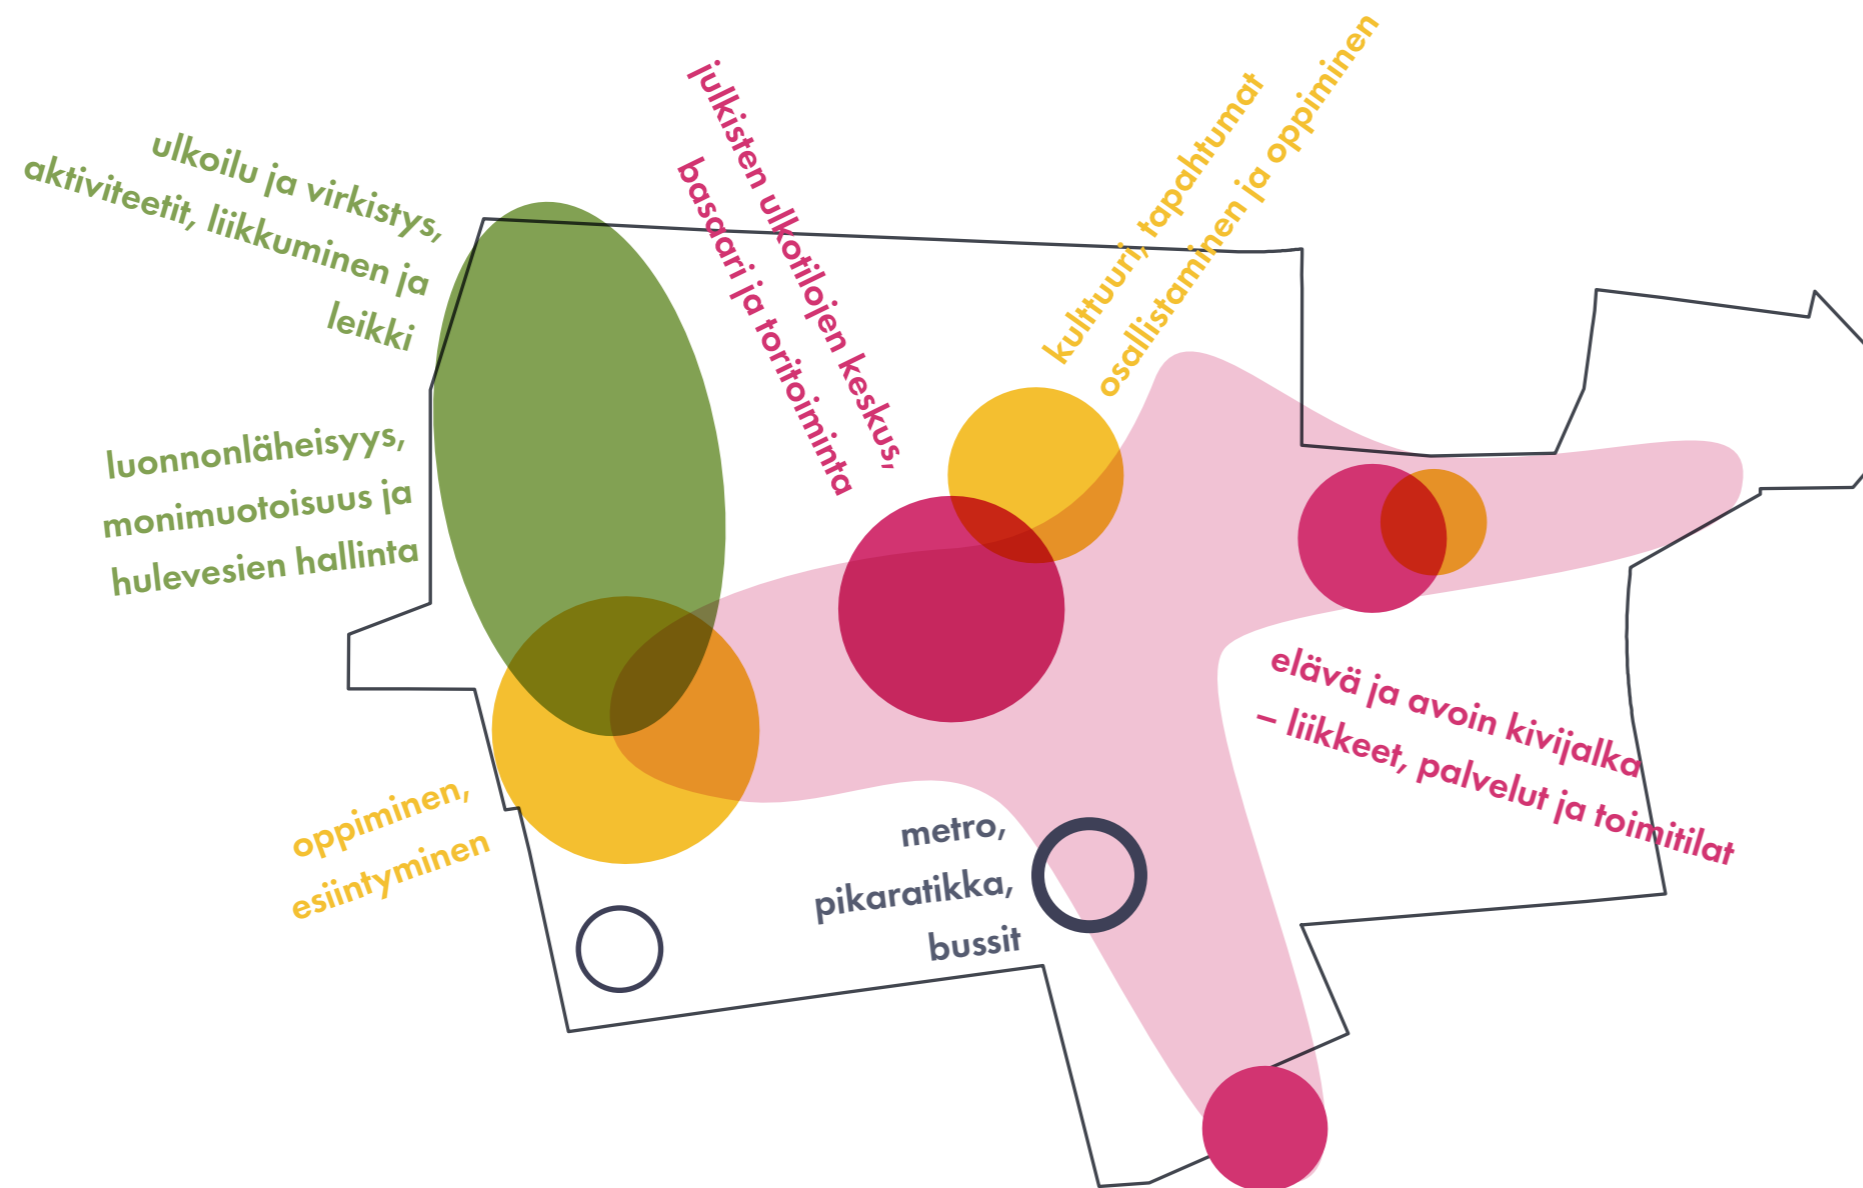 ulkoilu ja virkistys,
aktiviteetit, liikkuminen ja
leikki
luonnonläheisyys,
monimuotoisuus ja
hulevesien hallinta
julkisten ulkotilojen keskus,
basaari ja toritoiminta
kulttuuri, tapahtumat
osallistaminen ja oppiminen
elävä ja avoin kivijalka
– liikkeet, palvelut ja toimitilat
oppiminen,
esiintyminen
metro,
pikaratikka,
bussit